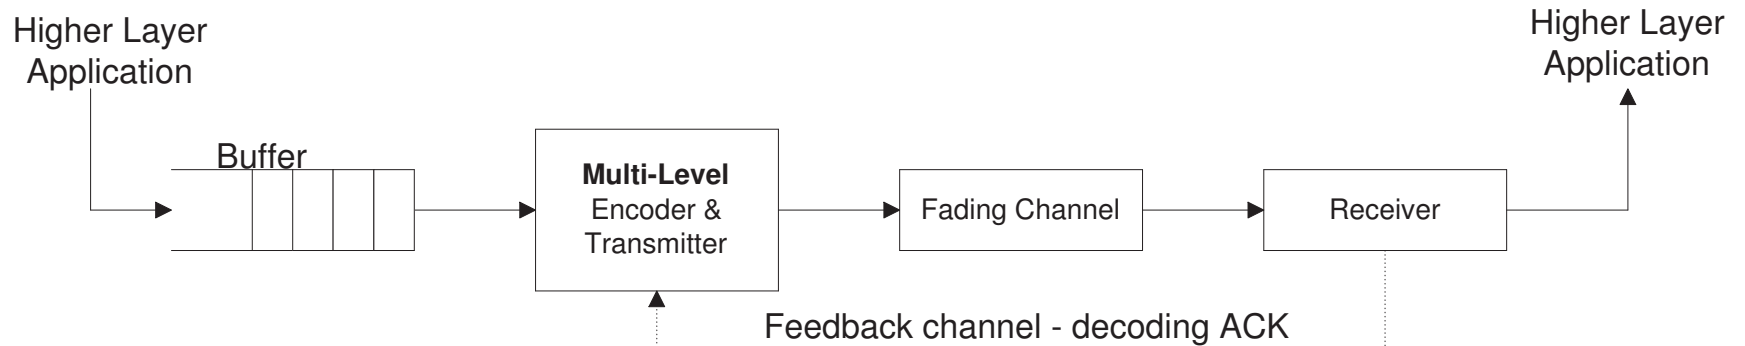 Higher Layer
Application
Buffer
Multi-Level
Encoder &
Transmitter
Fading Channel
Receiver
Higher Layer
Application
Feedback channel - decoding ACK